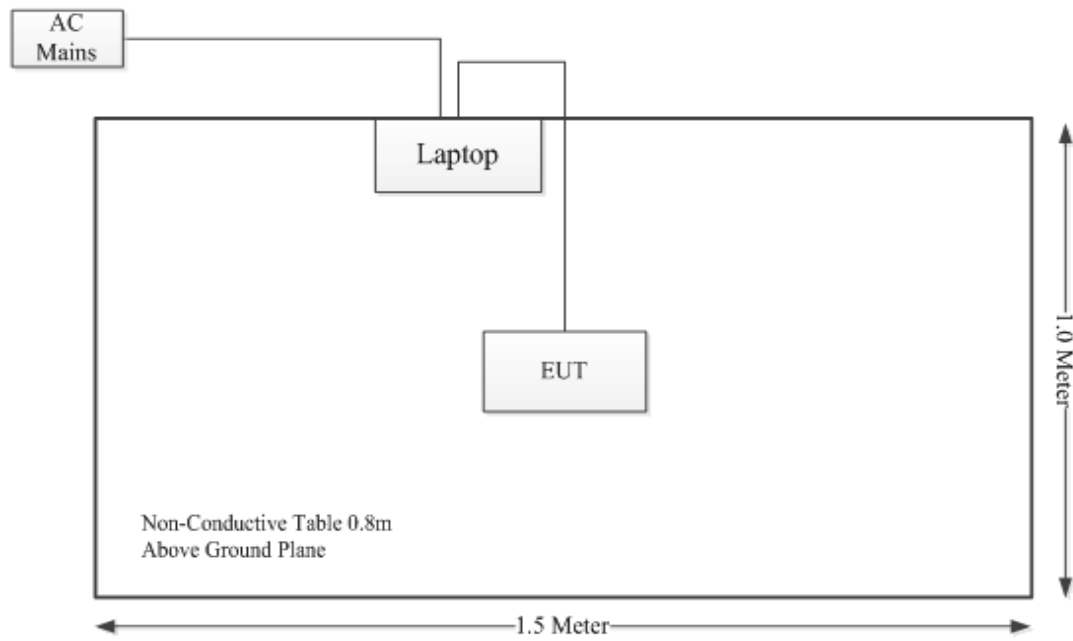 AC
Mains
Laptop
EUT
1.0 Meter
Non-Conductive Table 0.8m
Above Ground Plane
1.5 Meter